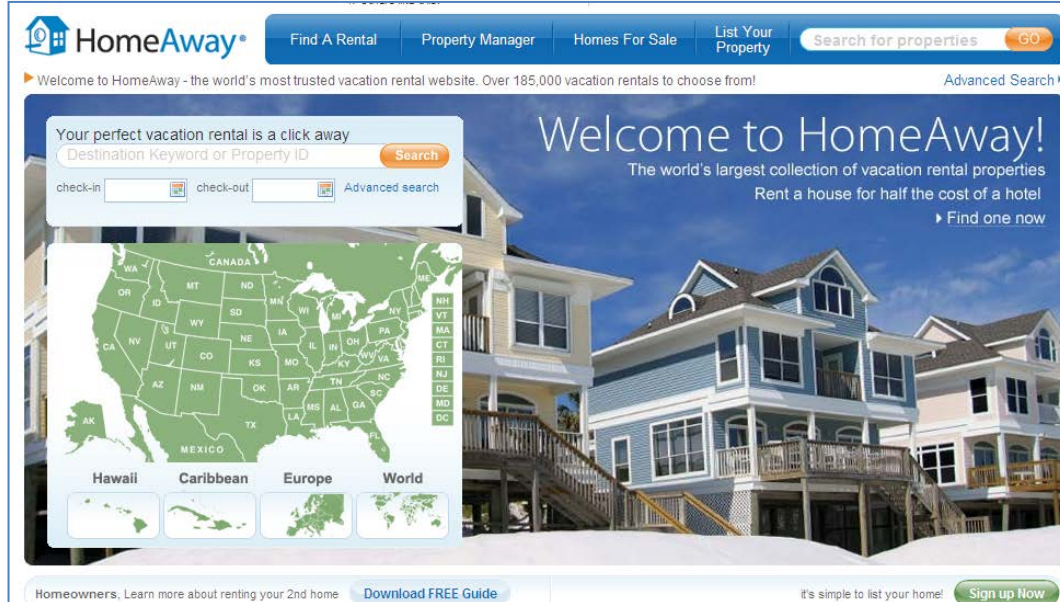 HomeAway
Find A Rental
Property Manager
Homes For Sale
List Your
Property
Search for properties
GO
Welcome to HomeAway - the world's most trusted vacation rental website. Over 185,000 vacation rentals to choose from!
Advanced Search
Your perfect vacation rental is a click away
Destination Keyword or Property ID
Search
check-in
check-out
Advanced search
Welcome to HomeAway!
The world's largest collection of vacation rental properties
Rent a house for half the cost of a hotel
Find one now
CANADA
WA
MT
ND
MN
ME
OR
ID
SD
WI
MI
NY
NH
WY
VT
IA
PA
MA
NE
NV
UT
IL
IN
OH
CT
CA
CO
KS
MO
WV
VA
RI
KY
NJ
AZ
NM
OK
AR
TN
NC
DE
SC
MD
MS
AL
GA
DC
TX
LA
AK
FL
MEXICO
Hawaii
Caribbean
Europe
World
Homeowners, Learn more about renting your 2nd home
Download FREE Guide
it's simple to list your home!
Sign up Now